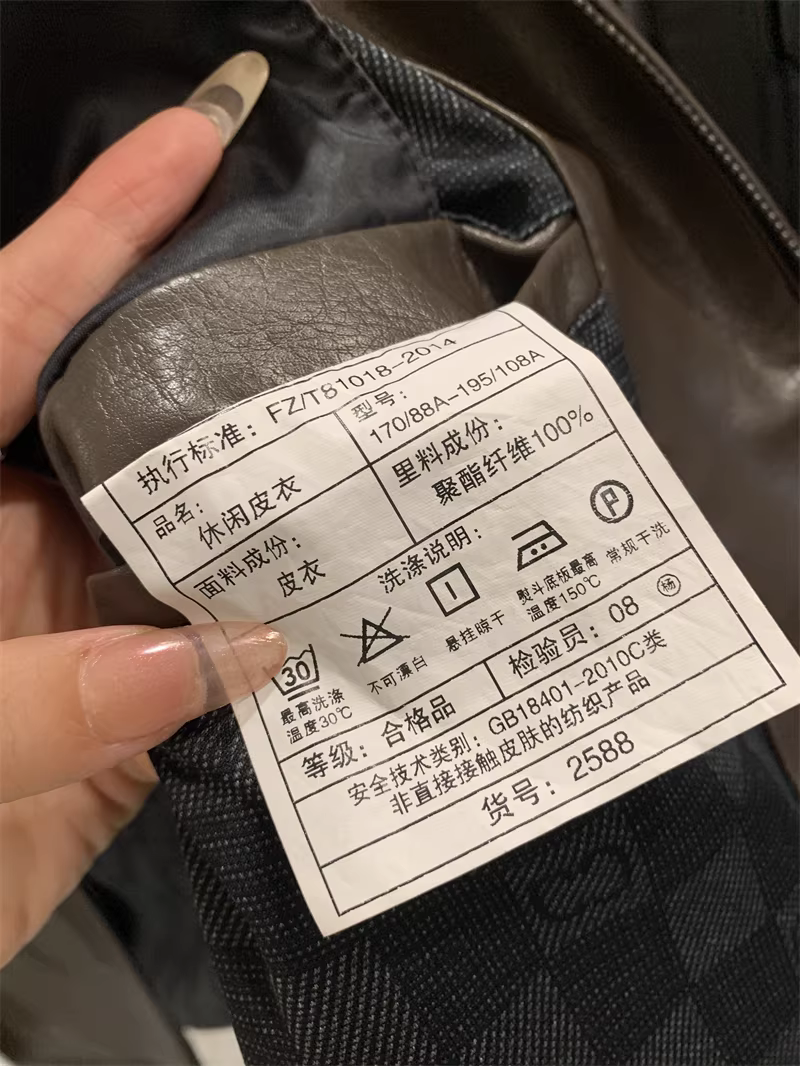 执行标准：FZ/T81018-2014
品名：
休闲皮衣
型号：
170/88A-195/108A
面料成份：
皮衣
里料成份：
聚酯纤维100%
洗涤说明：
30
P
最高洗涤
温度30℃
不可漂白
悬挂晾干
熨斗底板最高
温度150℃
常规干洗
等级：合格品
检验员：08 杨
安全技术类别：GB18401-2010C类
非直接接触皮肤的纺织产品
货号：2588